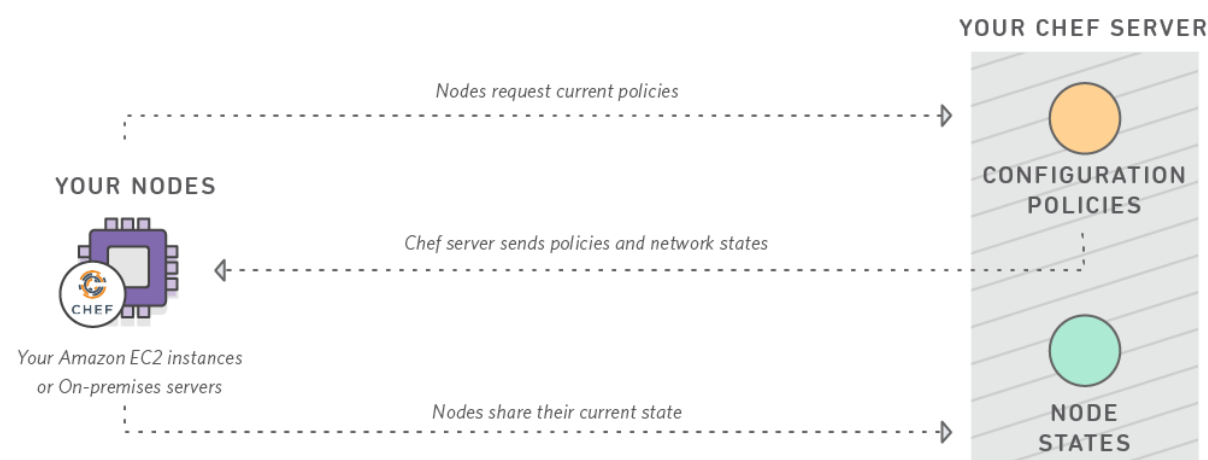 YOUR CHEF SERVER
Nodes request current policies
CONFIGURATION
POLICIES
YOUR NODES
Chef server sends policies and network states
CHEF
Your Amazon EC2 instances
or On-premises servers
Nodes share their current state
NODE
STATES